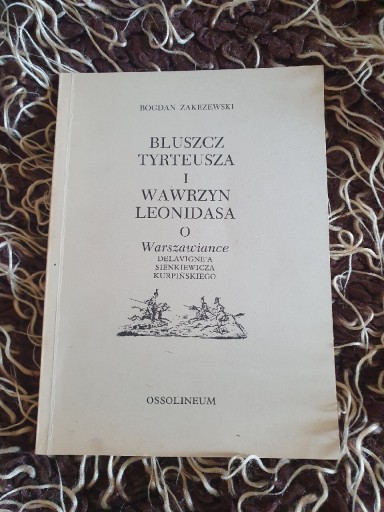 BOGDAN ZAKRZEWSKI
BLUSZCZ
TYRTEUSZA
I
WAWRZYN
LEONIDASA
O
Warszawiance
DELAVIGNE'A
SIENKIEWICZA
KURPIŃSKIEGO
OSSOLINEUM